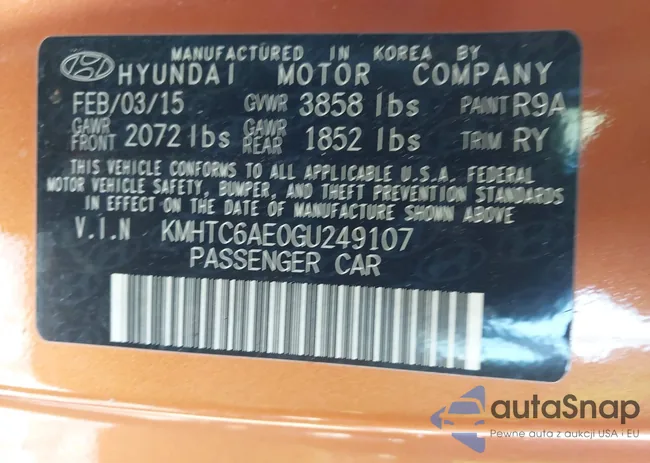 MANUFACTURED IN KOREA BY
HYUNDAI MOTOR COMPANY
FEB/03/15 GVWR 3858 lbs PAINT R9A
GAWR FRONT 2072 lbs GAWR REAR 1852 lbs TRIM RY
THIS VEHICLE CONFORMS TO ALL APPLICABLE U.S.A. FEDERAL
MOTOR VEHICLE SAFETY, BUMPER, AND THEFT PREVENTION STANDARDS
IN EFFECT ON THE DATE OF MANUFACTURE SHOWN ABOVE
V.I.N KMHTC6AE0GU249107
PASSENGER CAR
autaSnap
Pewne auta z aukcji USA i EU